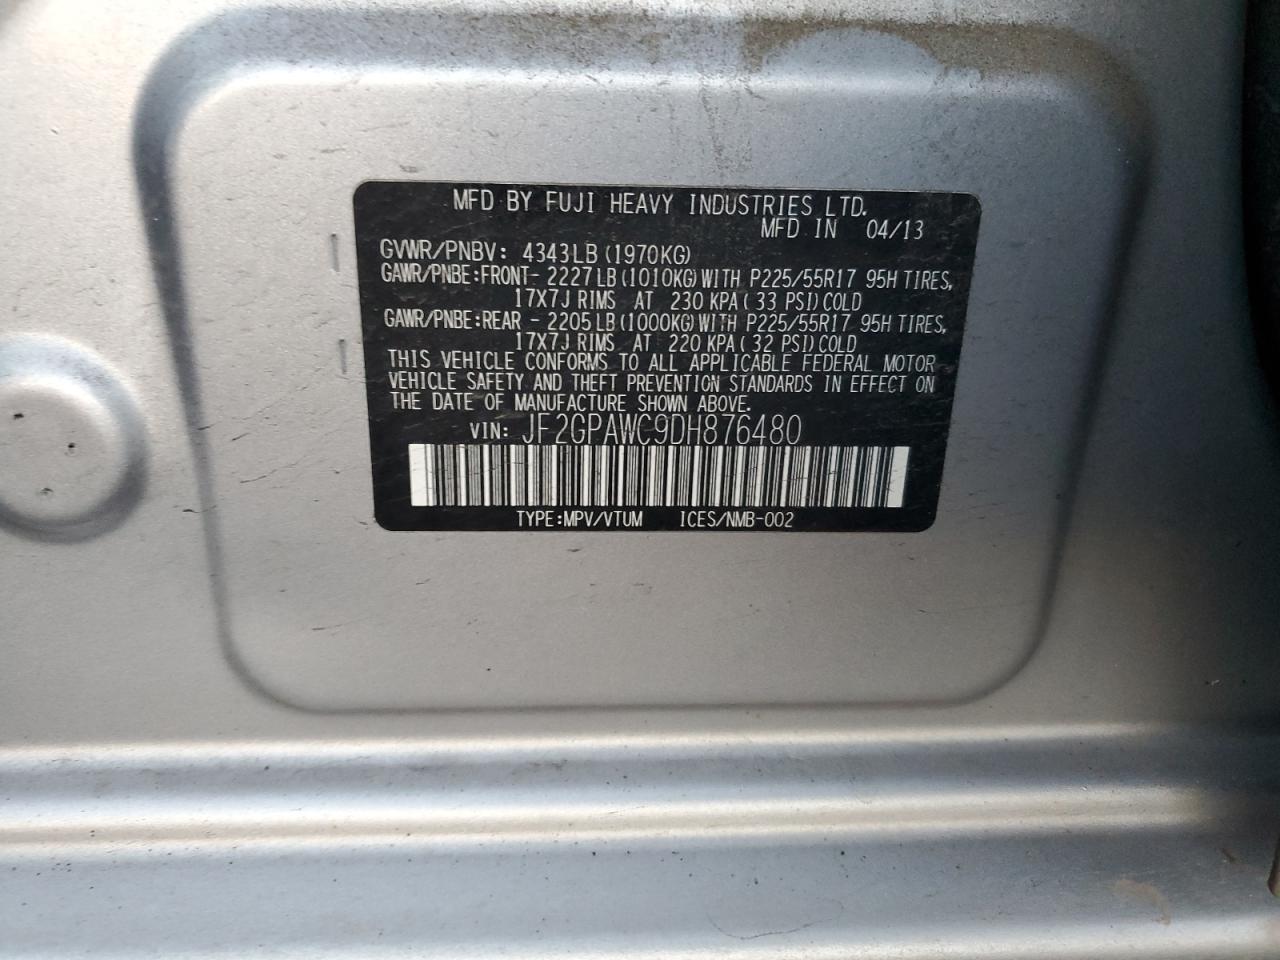 MFD BY FUJI HEAVY INDUSTRIES LTD.
MFD IN 04/13
GVWR/PNBV: 4343LB (1970KG)
GAWR/PNBE:FRONT- 2227LB (1010KG) WITH P225/55R17 95H TIRES,
17X7J RIMS AT 230 KPA ( 33 PSI) COLD
GAWR/PNBE:REAR - 2205LB (1000KG) WITH P225/55R17 95H TIRES,
17X7J RIMS AT 220 KPA ( 32 PSI) COLD
THIS VEHICLE CONFORMS TO ALL APPLICABLE FEDERAL MOTOR
VEHICLE SAFETY AND THEFT PREVENTION STANDARDS IN EFFECT ON
THE DATE OF MANUFACTURE SHOWN ABOVE.
VIN: JF2GPAWC9DH876480
TYPE:MPV/VTUM ICES/NMB-002